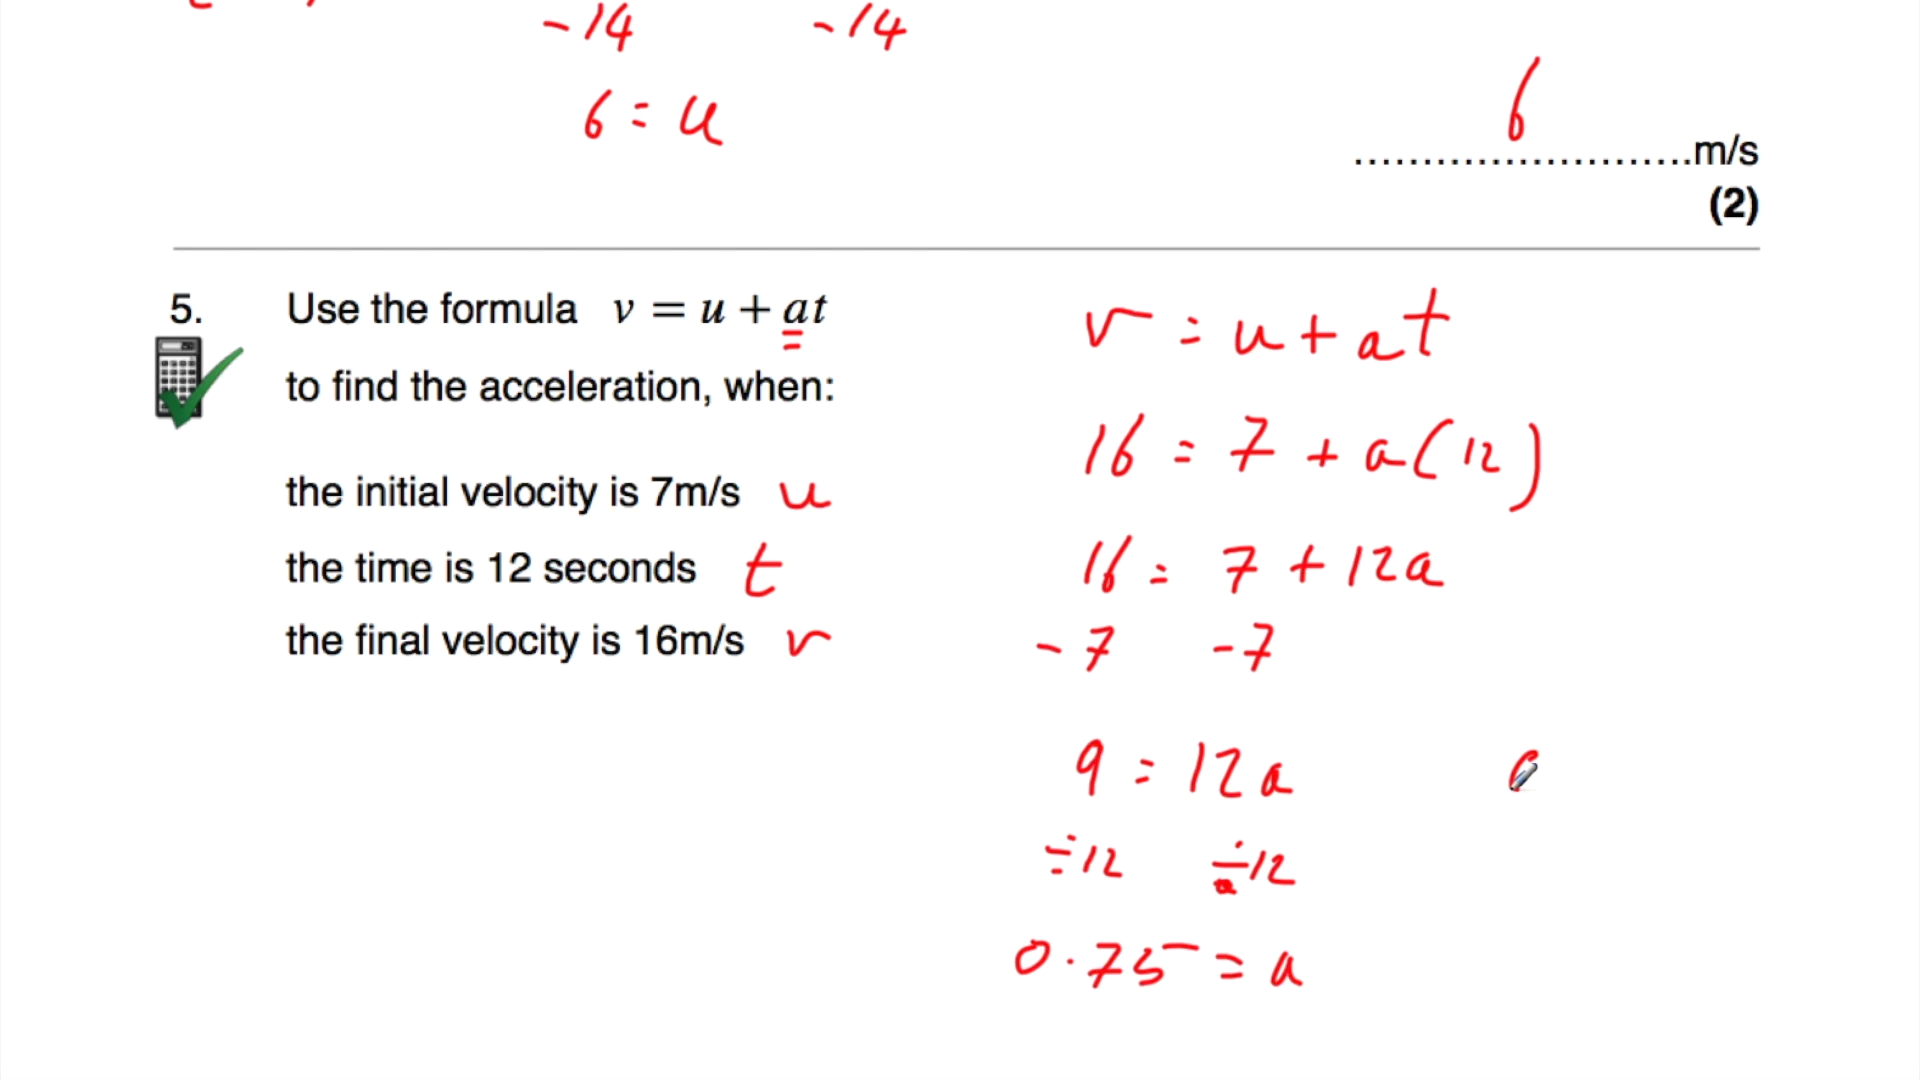 -14 -14
6 = u
6
........................m/s
(2)
5. Use the formula v = u + at
to find the acceleration, when:
the initial velocity is 7m/s u
the time is 12 seconds t
the final velocity is 16m/s v
v = u + at
16 = 7 + a(12)
16 = 7 + 12a
-7 -7
9 = 12a
÷12 ÷12
0.75 = a